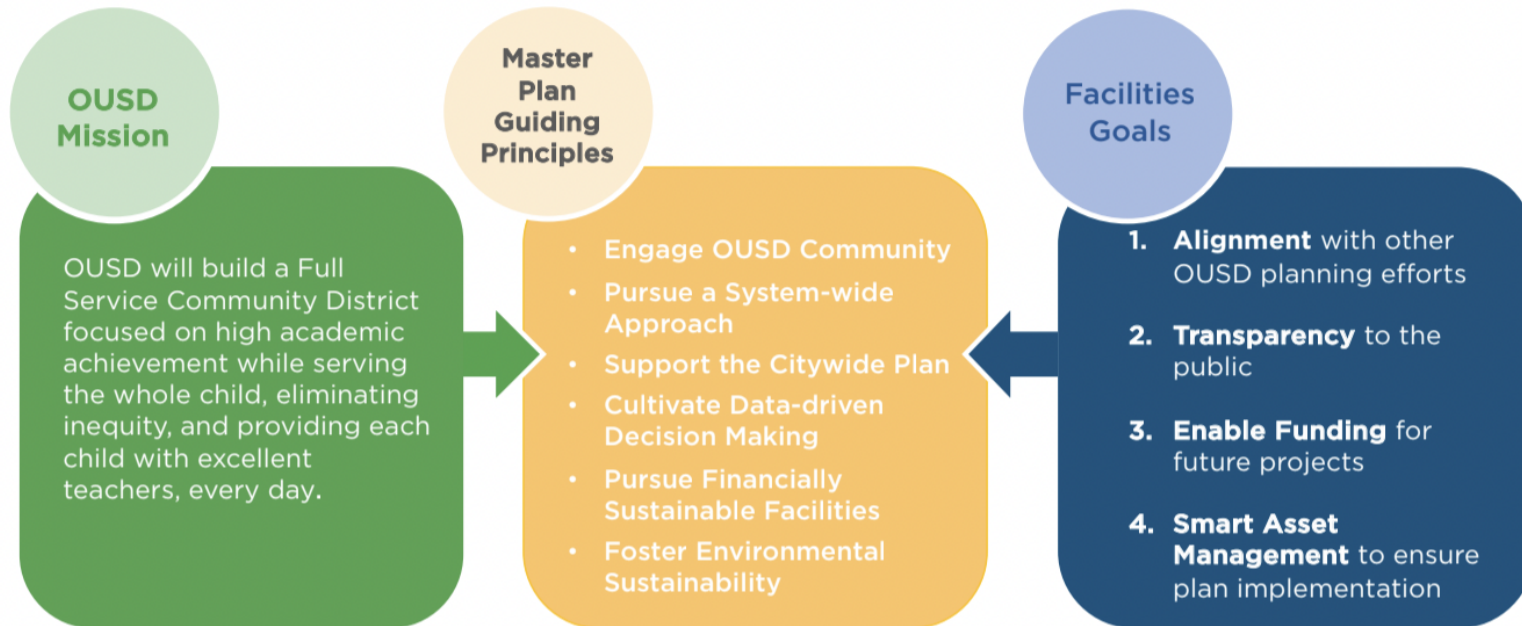 OUSD
Mission
OUSD will build a Full
Service Community District
focused on high academic
achievement while serving
the whole child, eliminating
inequity, and providing each
child with excellent
teachers, every day.
Master
Plan
Guiding
Principles
• Engage OUSD Community
• Pursue a System-wide
Approach
• Support the Citywide Plan
• Cultivate Data-driven
Decision Making
• Pursue Financially
Sustainable Facilities
• Foster Environmental
Sustainability
Facilities
Goals
1. Alignment with other
OUSD planning efforts
2. Transparency to the
public
3. Enable Funding for
future projects
4. Smart Asset
Management to ensure
plan implementation